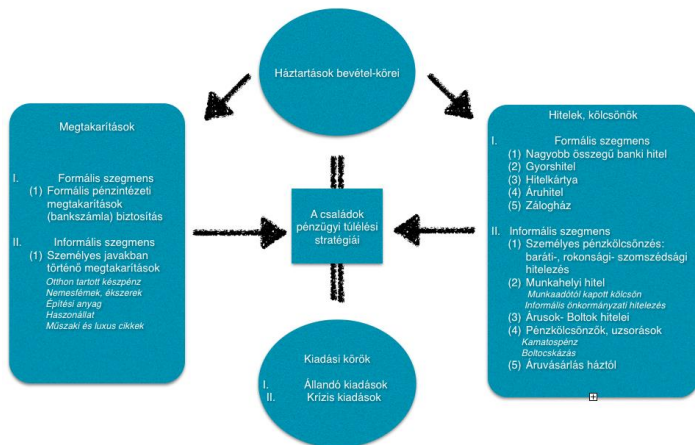 Háztartások bevétel-körei
Megtakarítások
I. Formális szegmens
(1) Formális pénzintézeti
megtakarítások
(bankszámla) biztosítás
II. Informális szegmens
(1) Személyes javakban
történő megtakarítások
Otthon tartott készpénz
Nemesfémek, ékszerek
Építési anyag
Haszonállat
Műszaki és luxus cikkek
A családok
pénzügyi túlélési
stratégiái
Hitelek, kölcsönök
I. Formális szegmens
(1) Nagyobb összegű banki hitel
(2) Gyorshitel
(3) Hitelkártya
(4) Áruhitel
(5) Zálogház
II. Informális szegmens
(1) Személyes pénzkölcsönzés:
baráti-, rokonsági- szomszédsági
hitelezés
(2) Munkahelyi hitel
Munkaadótól kapott kölcsön
Informális önkormányzati hitelezés
(3) Árusok- Boltok hitelei
(4) Pénzkölcsönzők, uzsorások
Kamatospénz
Boltocskázás
(5) Áruvásárlás háztól
Kiadási körök
I. Állandó kiadások
II. Krízis kiadások